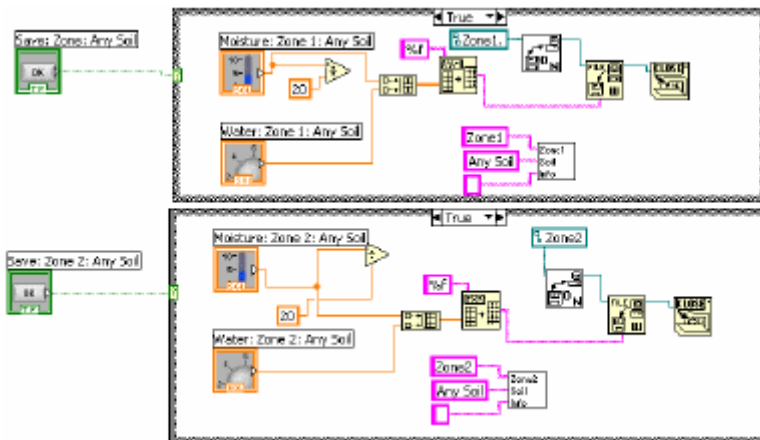 True
Save: Zone: Any Soil
OK
Moisture: Zone 1: Any Soil
20
Water: Zone 1: Any Soil
%f
%Zone1.
Zone1
Any Soil
Zone1
Soil
Info
True
Save: Zone 2: Any Soil
OK
Moisture: Zone 2: Any Soil
20
Water: Zone 2: Any Soil
%f
% Zone2
Zone2
Any Soil
Zone2
Soil
Info